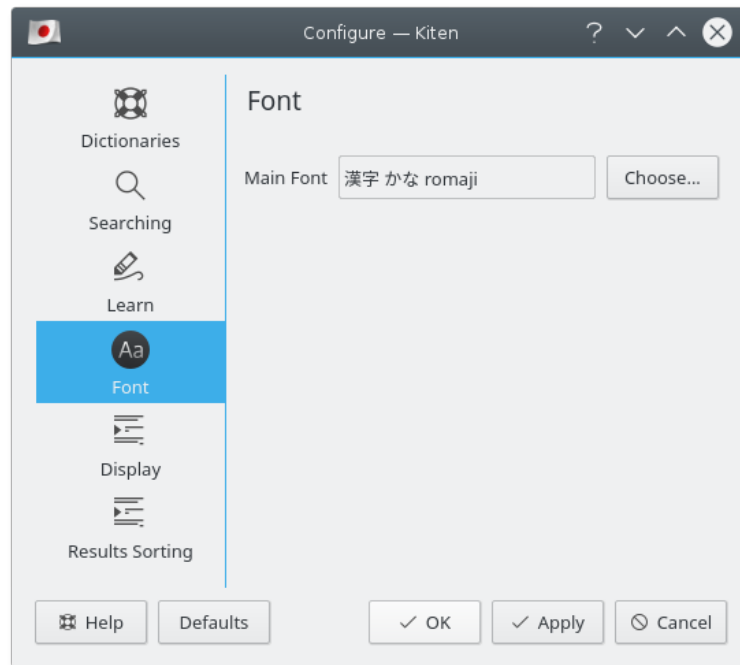 Configure — Kiten
Dictionaries
Searching
Learn
Aa
Font
Display
Results Sorting
Font
Main Font 漢字 かな romaji Choose...
Help Defaults OK Apply Cancel